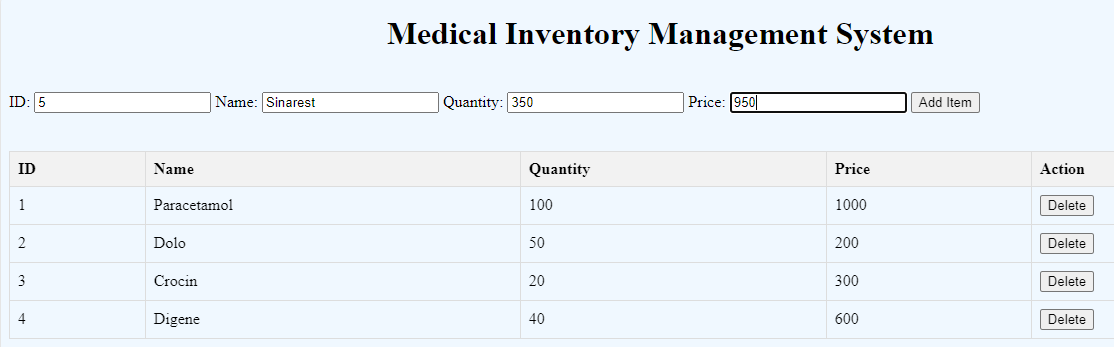 Medical Inventory Management System
ID: 5 Name: Sinarest Quantity: 350 Price: 950 Add Item
ID Name Quantity Price Action
1 Paracetamol 100 1000 Delete
2 Dolo 50 200 Delete
3 Crocin 20 300 Delete
4 Digene 40 600 Delete